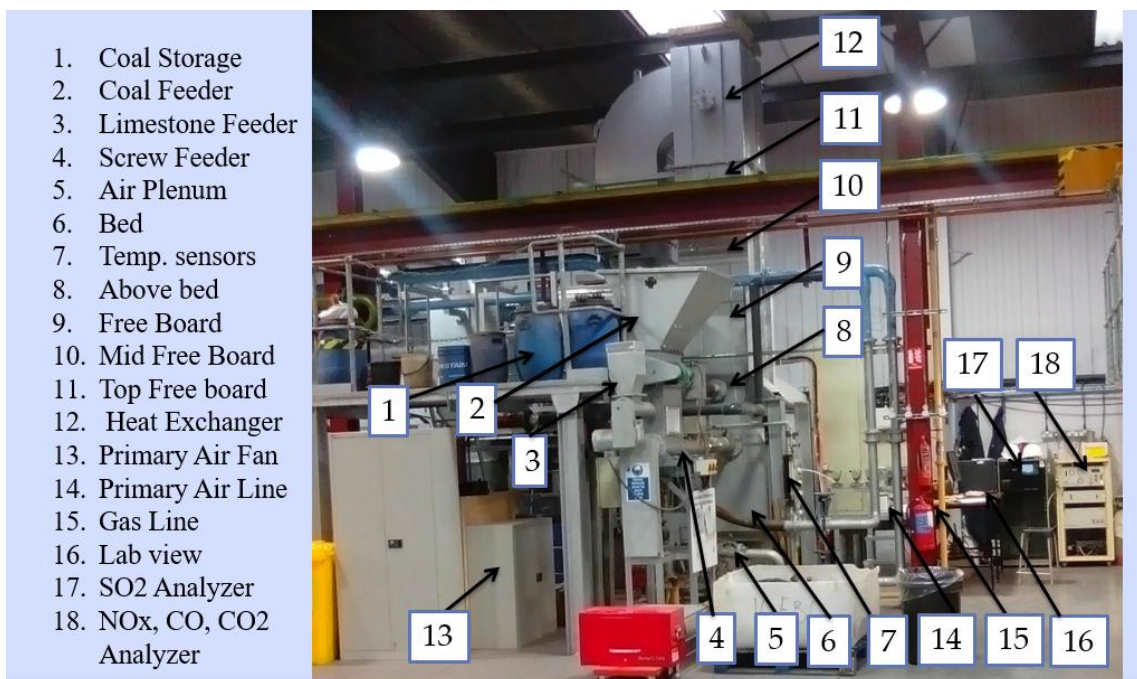 1. Coal Storage
2. Coal Feeder
3. Limestone Feeder
4. Screw Feeder
5. Air Plenum
6. Bed
7. Temp. sensors
8. Above bed
9. Free Board
10. Mid Free Board
11. Top Free board
12. Heat Exchanger
13. Primary Air Fan
14. Primary Air Line
15. Gas Line
16. Lab view
17. SO2 Analyzer
18. NOx, CO, CO2
Analyzer
12
11
10
9
8
17
18
1
2
3
13
4
5
6
7
14
15
16